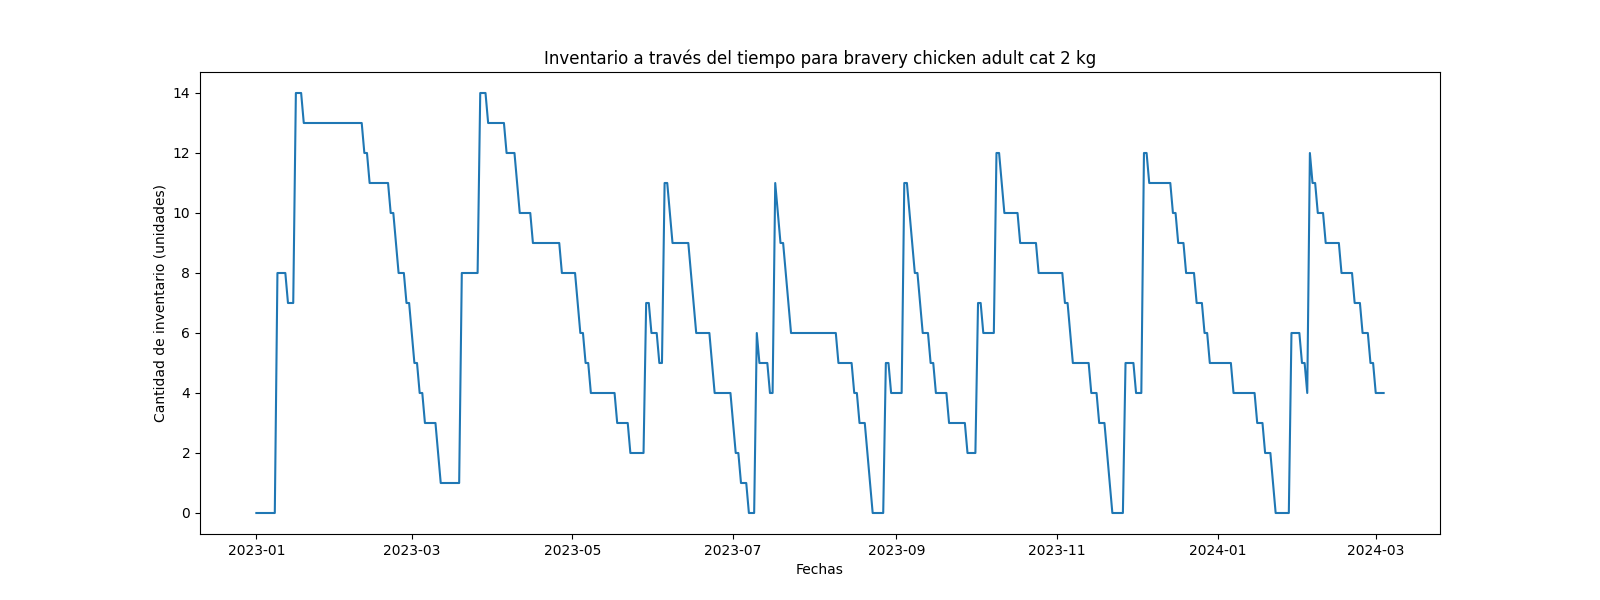 Inventario a través del tiempo para bravery chicken adult cat 2 kg
Cantidad de inventario (unidades)
14
12
10
8
6
4
2
0
2023-01 2023-03 2023-05 2023-07 2023-09 2023-11 2024-01 2024-03
Fechas